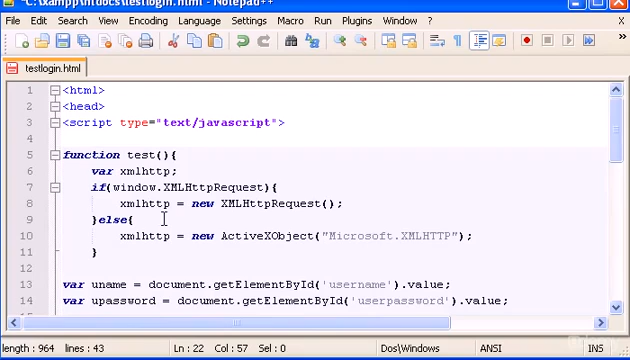 *C:\xampp\htdocs\testlogin.html - Notepad++
File Edit Search View Encoding Language Settings Macro Run Plugins Window ? X
testlogin.html
1 <html>
2 <head>
3 <script type="text/javascript">
4
5 function test(){
6 var xmlhttp;
7 if(window.XMLHttpRequest){
8 xmlhttp = new XMLHttpRequest();
9 }else{
10 xmlhttp = new ActiveXObject("Microsoft.XMLHTTP");
11 }
12
13 var uname = document.getElementById('username').value;
14 var upassword = document.getElementById('userpassword').value;
length : 964 lines : 43 Ln : 22 Col : 57 Sel : 0 Dos\Windows ANSI INS